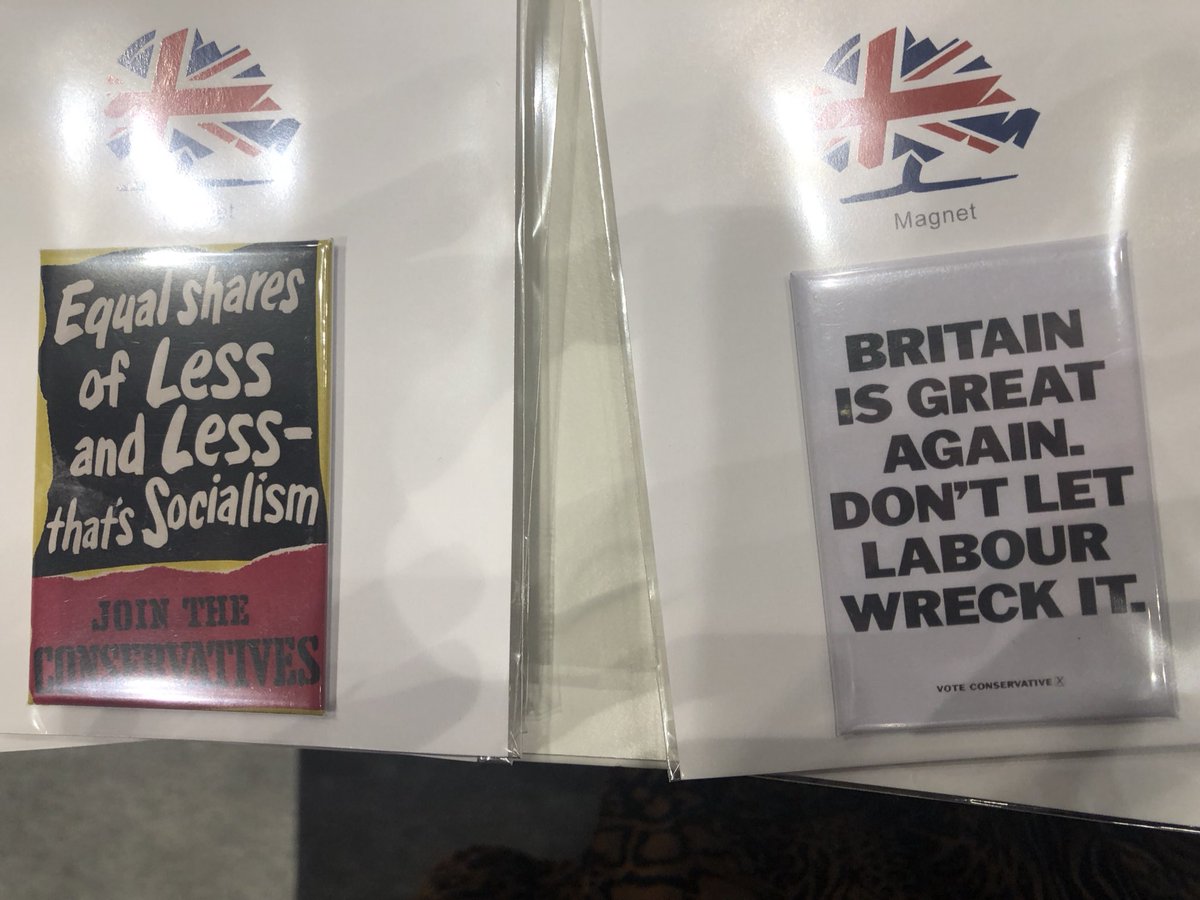 Equal shares
of Less
and Less-
that's Socialism
JOIN THE
CONSERVATIVES
Magnet
BRITAIN
IS GREAT
AGAIN.
DON'T LET
LABOUR
WRECK IT.
VOTE CONSERVATIVE X